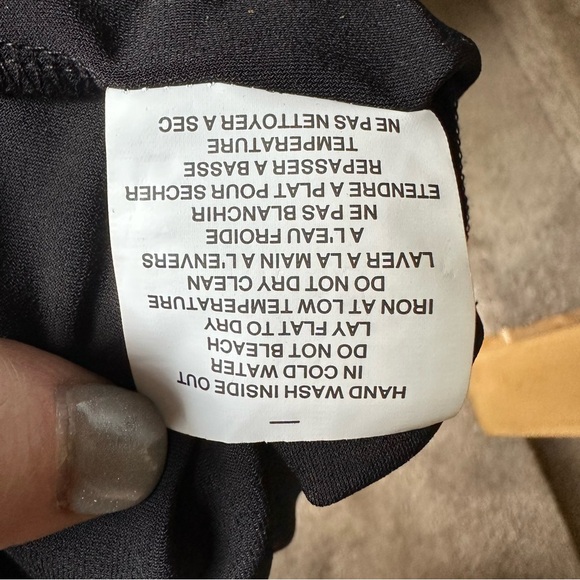 HAND WASH INSIDE OUT
IN COLD WATER
DO NOT BLEACH
LAY FLAT TO DRY
IRON AT LOW TEMPERATURE
DO NOT DRY CLEAN
LAVER A LA MAIN A L'ENVERS
A L'EAU FROIDE
NE PAS BLANCHIR
ETENDRE A PLAT POUR SECHER
REPASSER A BASSE
TEMPERATURE
NE PAS NETTOYER A SEC